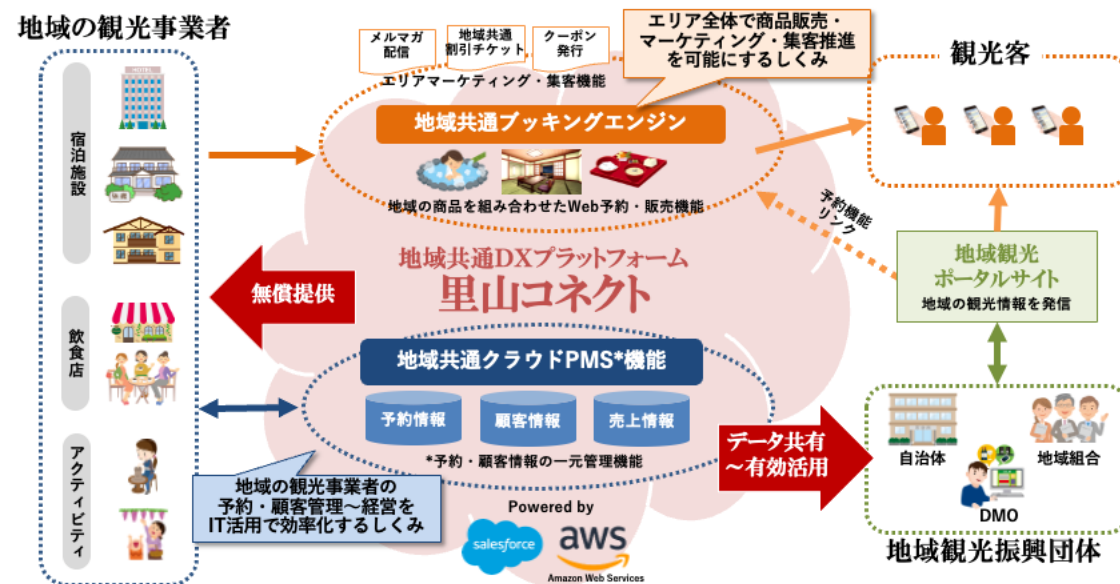 地域の観光事業者
宿泊施設
HOTEL
飲食店
アクティビティ
メルマガ
配信
地域共通
割引チケット
クーポン
発行
エリアマーケティング・集客機能
エリア全体で商品販売・
マーケティング・集客推進
を可能にするしくみ
地域共通ブッキングエンジン
地域の商品を組み合わせたWeb予約・販売機能
観光客
予約機能
リンク
地域観光
ポータルサイト
地域の観光情報を発信
無償提供
地域共通DXプラットフォーム
里山コネクト
地域共通クラウドPMS*機能
予約情報
顧客情報
売上情報
*予約・顧客情報の一元管理機能
データ共有
～有効活用
地域の観光事業者の
予約・顧客管理～経営を
IT活用で効率化するしくみ
Powered by
salesforce
aws
Amazon Web Services
自治体
地域組合
DMO
地域観光振興団体